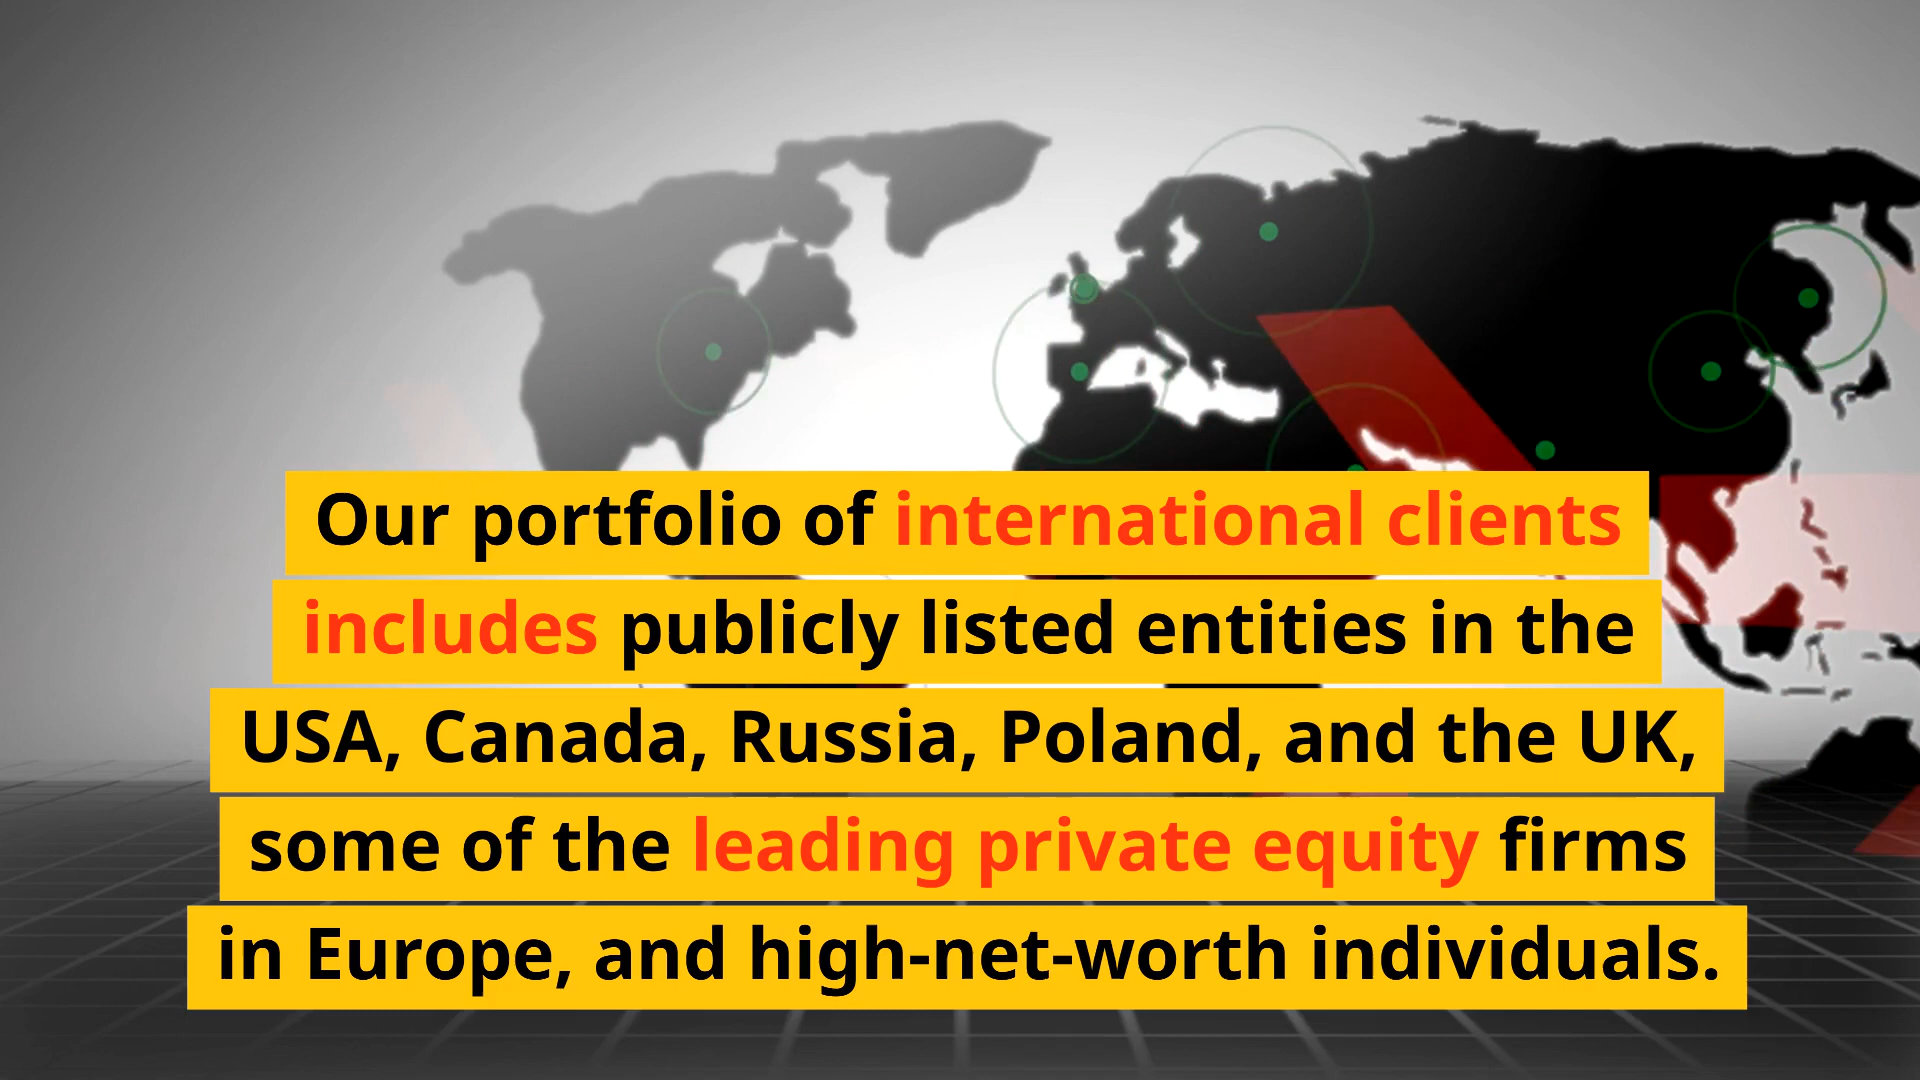 Our portfolio of international clients
includes publicly listed entities in the
USA, Canada, Russia, Poland, and the UK,
some of the leading private equity firms
in Europe, and high-net-worth individuals.